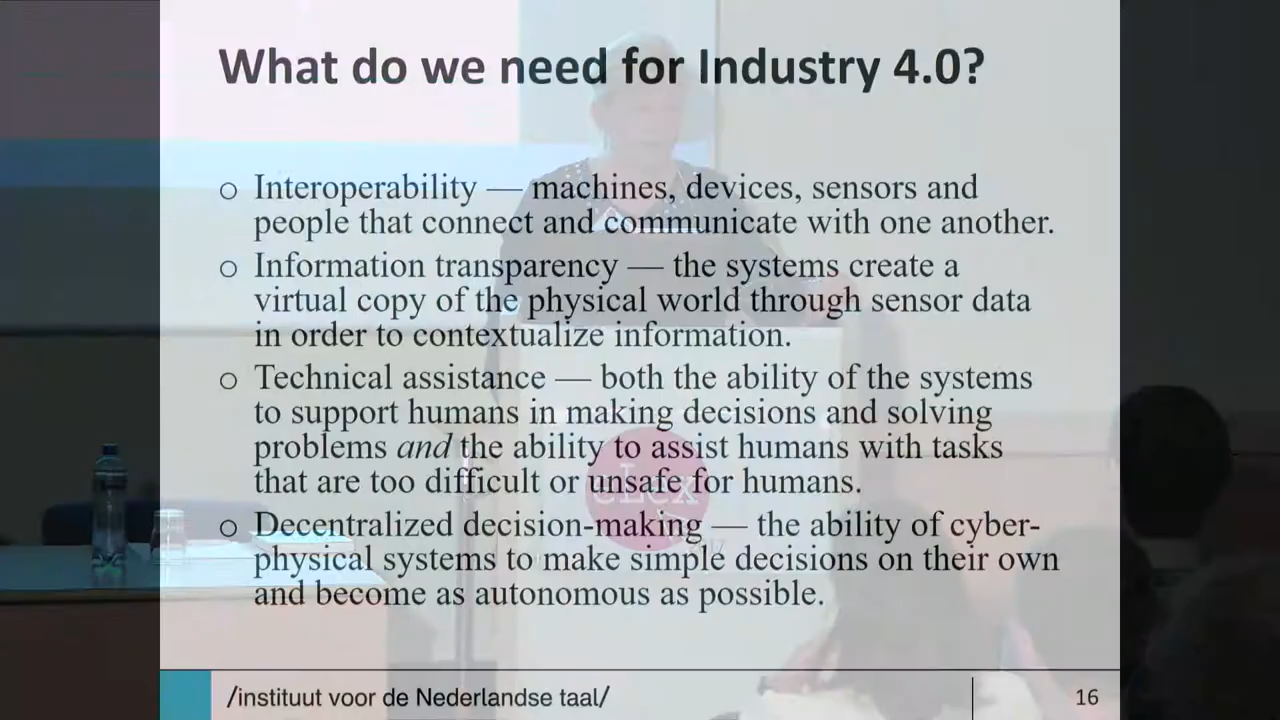 What do we need for Industry 4.0?
○ Interoperability — machines, devices, sensors and
people that connect and communicate with one another.
○ Information transparency — the systems create a
virtual copy of the physical world through sensor data
in order to contextualize information.
○ Technical assistance — both the ability of the systems
to support humans in making decisions and solving
problems and the ability to assist humans with tasks
that are too difficult or unsafe for humans.
○ Decentralized decision-making — the ability of cyber-
physical systems to make simple decisions on their own
and become as autonomous as possible.
eLex
2017
/instituut voor de Nederlandse taal/
16